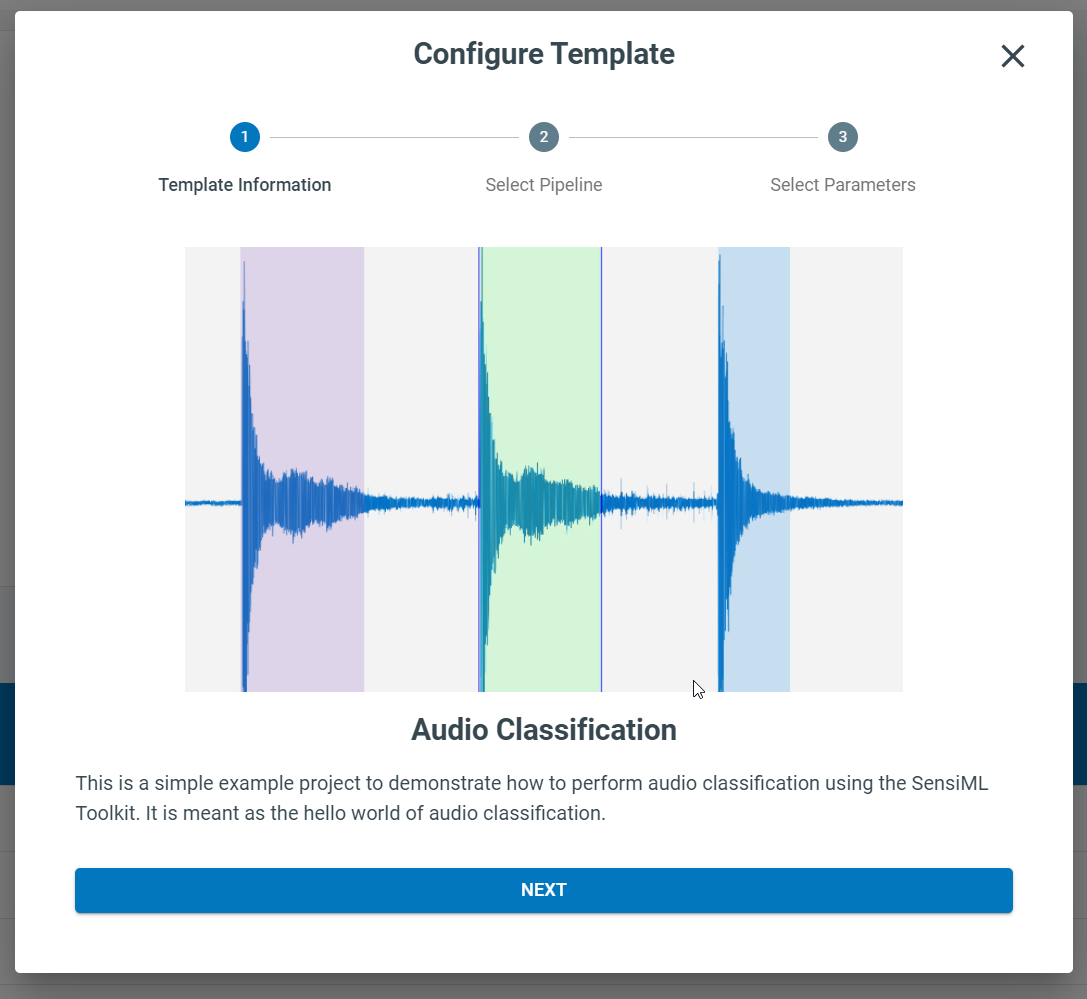 Configure Template
1 2 3
Template Information Select Pipeline Select Parameters
Audio Classification
This is a simple example project to demonstrate how to perform audio classification using the SensiML
Toolkit. It is meant as the hello world of audio classification.
NEXT